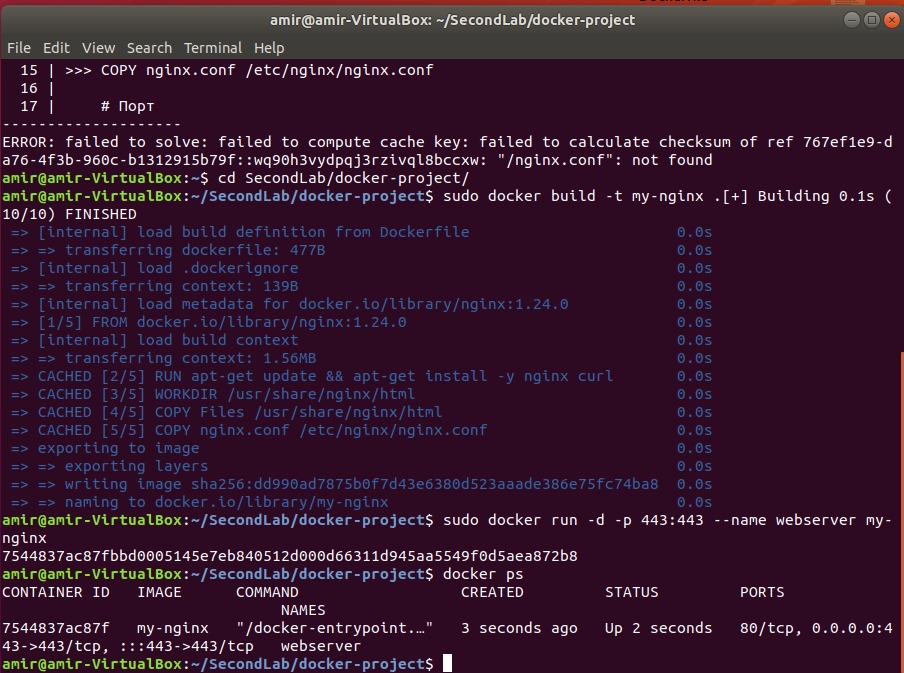 amir@amir-VirtualBox: ~/SecondLab/docker-project
File Edit View Search Terminal Help
15 | >>> COPY nginx.conf /etc/nginx/nginx.conf
16 |
17 |     # Порт
--------------------
ERROR: failed to solve: failed to compute cache key: failed to calculate checksum of ref 767ef1e9-d
a76-4f3b-960c-b1312915b79f::wq90h3vydpqj3rzivql8bccxw: "/nginx.conf": not found
amir@amir-VirtualBox:~$ cd SecondLab/docker-project/
amir@amir-VirtualBox:~/SecondLab/docker-project$ sudo docker build -t my-nginx .[+] Building 0.1s (
10/10) FINISHED
=> [internal] load build definition from Dockerfile 0.0s
=> => transferring dockerfile: 477B 0.0s
=> [internal] load .dockerignore 0.0s
=> => transferring context: 139B 0.0s
=> [internal] load metadata for docker.io/library/nginx:1.24.0 0.0s
=> [1/5] FROM docker.io/library/nginx:1.24.0 0.0s
=> [internal] load build context 0.0s
=> => transferring context: 1.56MB 0.0s
=> CACHED [2/5] RUN apt-get update && apt-get install -y nginx curl 0.0s
=> CACHED [3/5] WORKDIR /usr/share/nginx/html 0.0s
=> CACHED [4/5] COPY Files /usr/share/nginx/html 0.0s
=> CACHED [5/5] COPY nginx.conf /etc/nginx/nginx.conf 0.0s
=> exporting to image 0.0s
=> => exporting layers 0.0s
=> => writing image sha256:dd990ad7875b0f7d43e6380d523aaade386e75fc74ba8 0.0s
=> => naming to docker.io/library/my-nginx 0.0s
amir@amir-VirtualBox:~/SecondLab/docker-project$ sudo docker run -d -p 443:443 --name webserver my-
nginx
7544837ac87fbbd0005145e7eb840512d000d66311d945aa5549f0d5aea872b8
amir@amir-VirtualBox:~/SecondLab/docker-project$ docker ps
CONTAINER ID   IMAGE      COMMAND                  CREATED         STATUS         PORTS
NAMES
7544837ac87f   my-nginx   "/docker-entrypoint.…"   3 seconds ago   Up 2 seconds   80/tcp, 0.0.0.0:4
43->443/tcp, :::443->443/tcp   webserver
amir@amir-VirtualBox:~/SecondLab/docker-project$